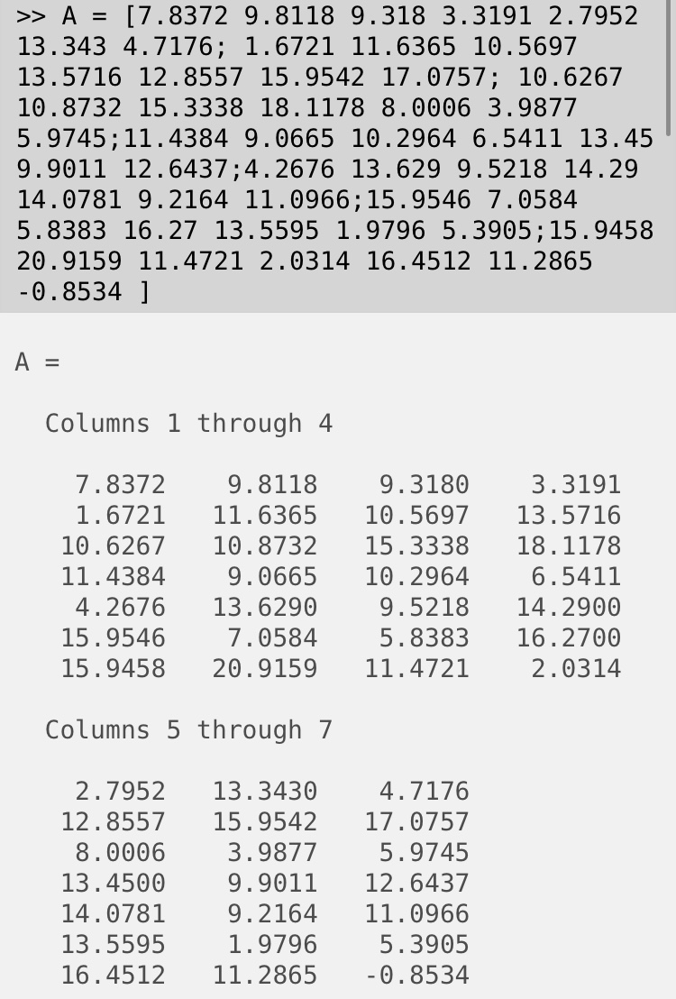 >> A = [7.8372 9.8118 9.318 3.3191 2.7952
13.343 4.7176; 1.6721 11.6365 10.5697
13.5716 12.8557 15.9542 17.0757; 10.6267
10.8732 15.3338 18.1178 8.0006 3.9877
5.9745;11.4384 9.0665 10.2964 6.5411 13.45
9.9011 12.6437;4.2676 13.629 9.5218 14.29
14.0781 9.2164 11.0966;15.9546 7.0584
5.8383 16.27 13.5595 1.9796 5.3905;15.9458
20.9159 11.4721 2.0314 16.4512 11.2865
-0.8534 ]
A =
Columns 1 through 4
7.8372 9.8118 9.3180 3.3191
1.6721 11.6365 10.5697 13.5716
10.6267 10.8732 15.3338 18.1178
11.4384 9.0665 10.2964 6.5411
4.2676 13.6290 9.5218 14.2900
15.9546 7.0584 5.8383 16.2700
15.9458 20.9159 11.4721 2.0314
Columns 5 through 7
2.7952 13.3430 4.7176
12.8557 15.9542 17.0757
8.0006 3.9877 5.9745
13.4500 9.9011 12.6437
14.0781 9.2164 11.0966
13.5595 1.9796 5.3905
16.4512 11.2865 -0.8534